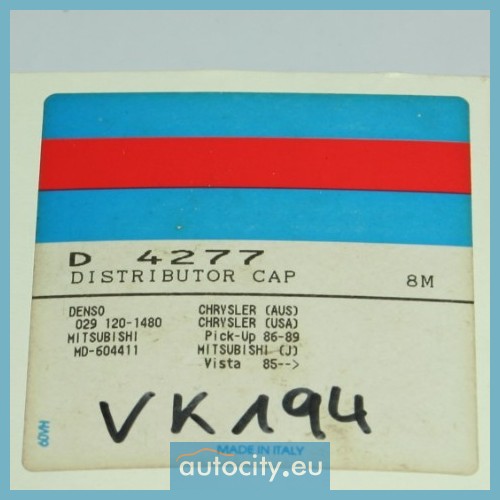 D 4277
DISTRIBUTOR CAP 8M
DENSO
029 120-1480
MITSUBISHI
MD-604411
CHRYSLER (AUS)
CHRYSLER (USA)
Pick-Up 86-89
MITSUBISHI (J)
Vista 85-->
VK194
60VH
MADE IN ITALY
autocity.eu